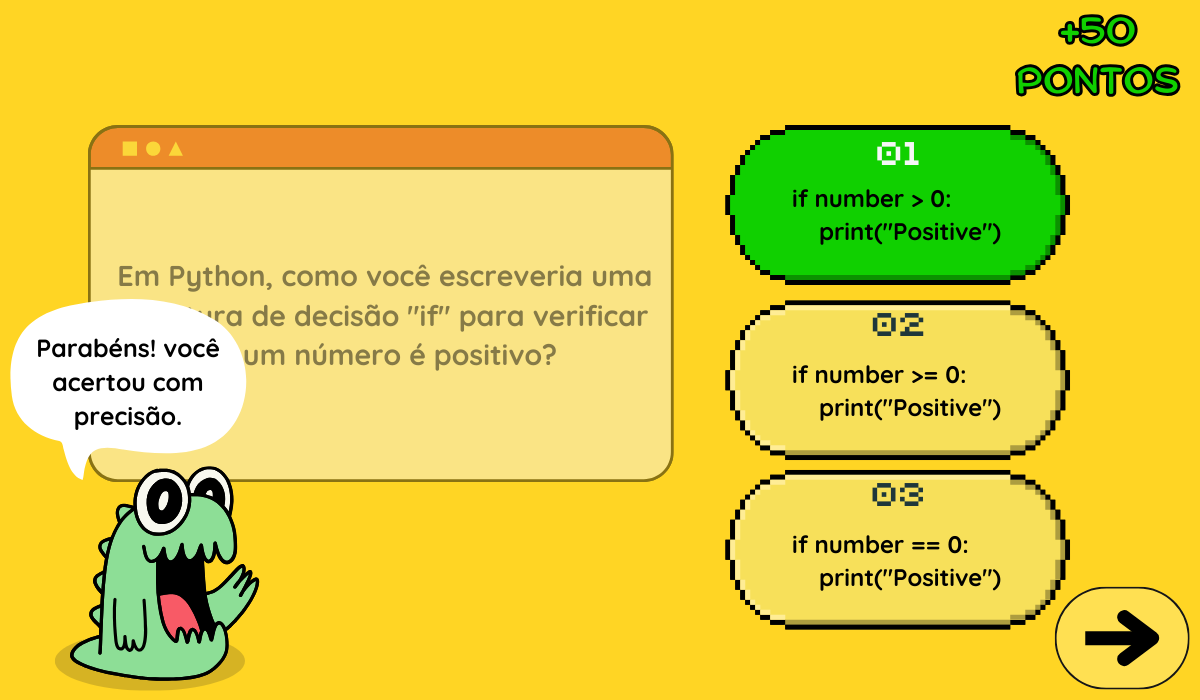 +50
PONTOS
Em Python, como você escreveria uma
ura de decisão "if" para verificar
um número é positivo?
Parabéns! você
acertou com
precisão.
01
if number > 0:
print("Positive")
02
if number >= 0:
print("Positive")
03
if number == 0:
print("Positive")